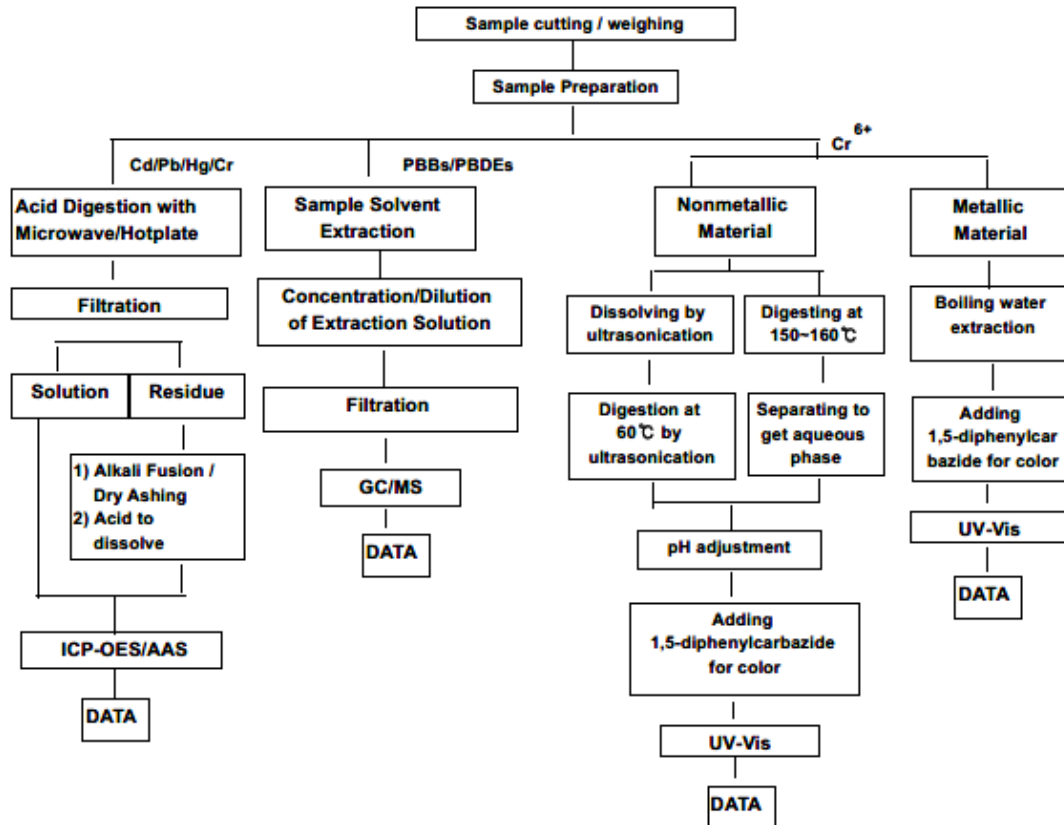 Sample cutting / weighing
Sample Preparation
Cd/Pb/Hg/Cr
PBBs/PBDEs
Cr 6+
Acid Digestion with
Microwave/Hotplate
Sample Solvent
Extraction
Nonmetallic
Material
Metallic
Material
Filtration
Concentration/Dilution
of Extraction Solution
Dissolving by
ultrasonication
Digesting at
150~160℃
Boiling water
extraction
Solution
Residue
Filtration
Digestion at
60℃ by
ultrasonication
Separating to
get aqueous
phase
Adding
1,5-diphenylcar
bazide for color
1) Alkali Fusion /
Dry Ashing
2) Acid to
dissolve
GC/MS
DATA
pH adjustment
UV-Vis
DATA
ICP-OES/AAS
DATA
Adding
1,5-diphenylcarbazide
for color
UV-Vis
DATA